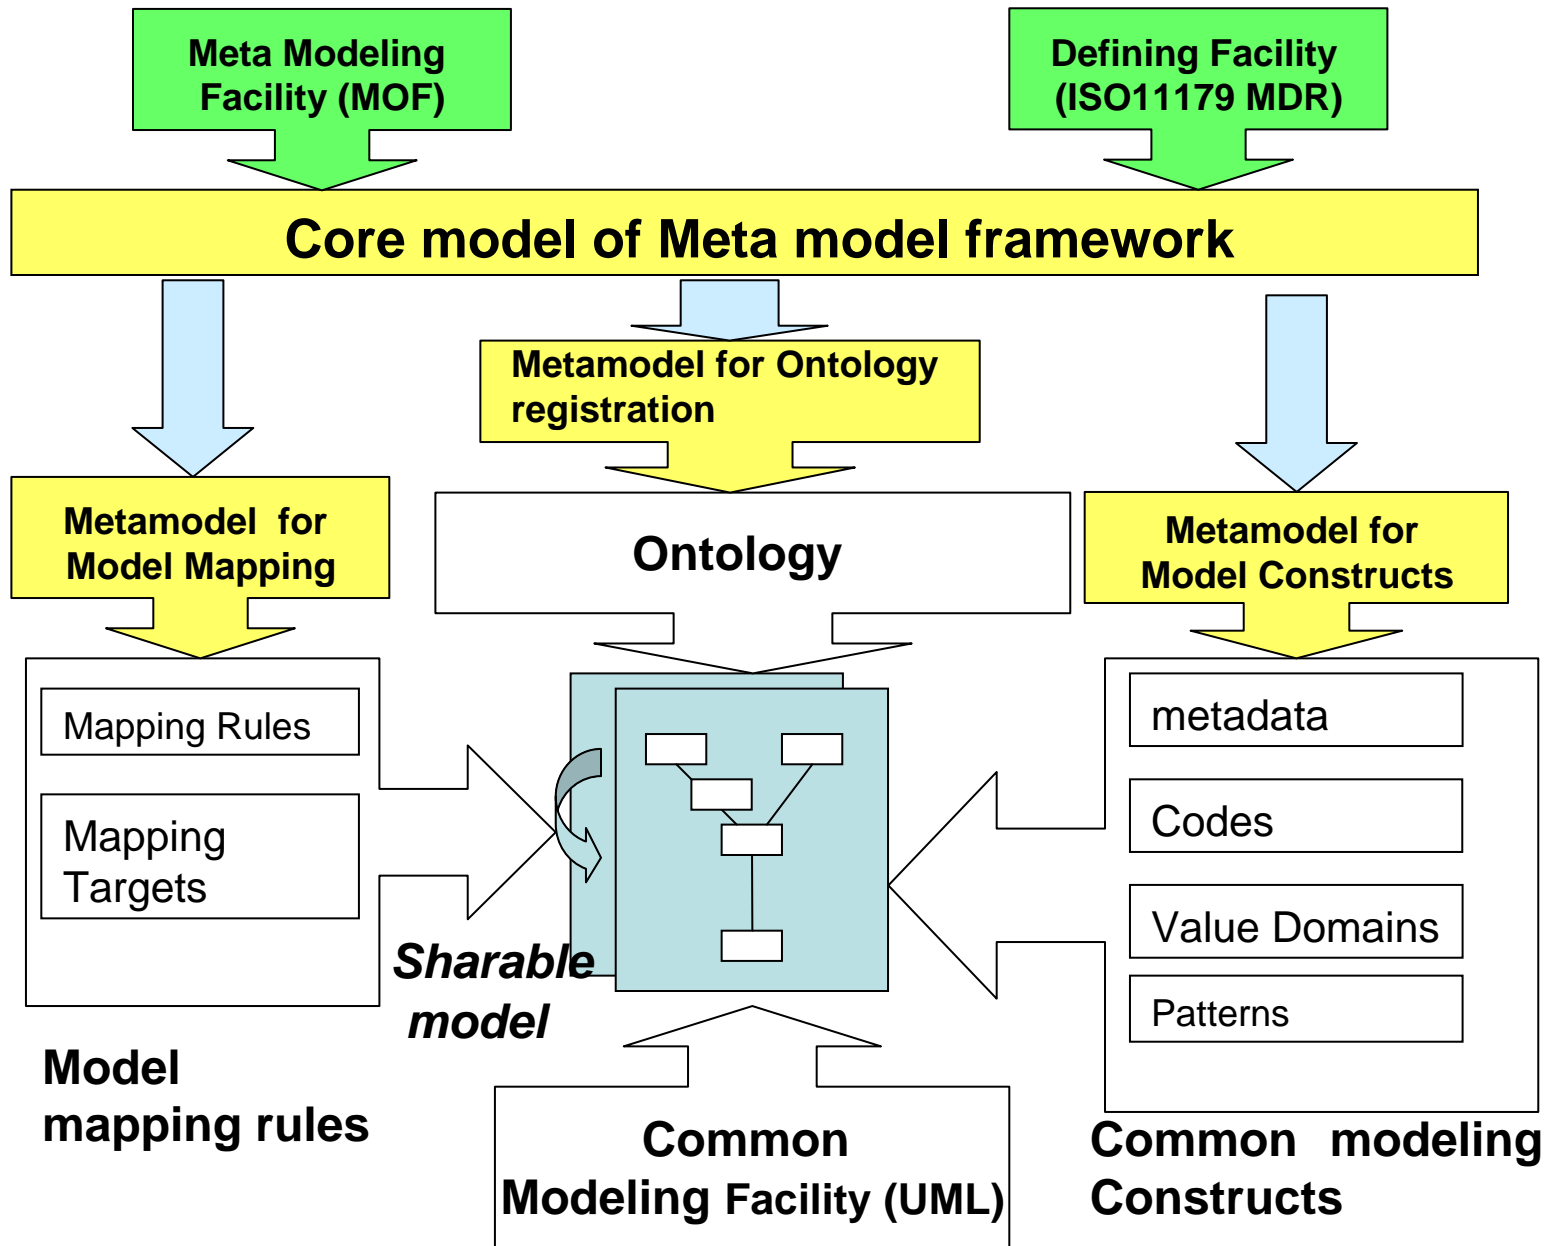 Meta Modeling
Facility (MOF)
Defining Facility
(ISO11179 MDR)
Core model of Meta model framework
Metamodel for Ontology
registration
Metamodel for
Model Mapping
Ontology
Metamodel for
Model Constructs
Mapping Rules
Mapping
Targets
metadata
Codes
Value Domains
Patterns
Sharable
model
Model
mapping rules
Common
Modeling Facility (UML)
Common modeling
Constructs